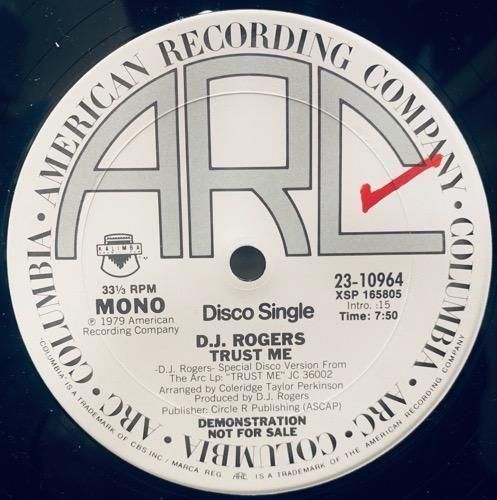 COLUMBIA • AMERICAN RECORDING COMPANY • COLUMBIA • ARC • COLUMBIA • ARC •
ARC
KALIMBA
33⅓ RPM
MONO
℗ 1979 American
Recording Company
Disco Single
23-10964
XSP 165805
Intro. :15
Time: 7:50
D.J. ROGERS
TRUST ME
-D.J. Rogers- Special Disco Version From
The Arc Lp: "TRUST ME" JC 36002
Arranged by Coleridge Taylor Perkinson
Produced by D.J. Rogers
Publisher: Circle R Publishing (ASCAP)
DEMONSTRATION
NOT FOR SALE
"COLUMBIA" IS A TRADEMARK OF CBS INC/ MARCA REG. ARC IS A TRADEMARK OF THE AMERICAN RECORDING COMPANY